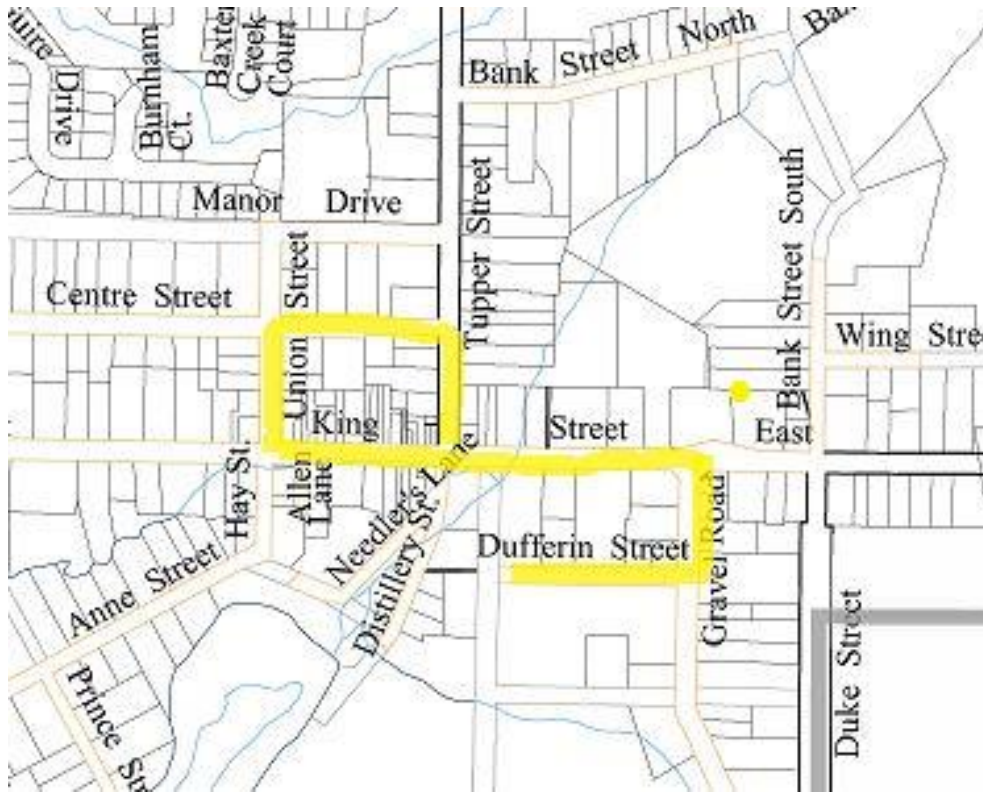 Drive
Burnham
Ct.
Baxter
Creek
Court
Bank Street North
Manor Drive
Tupper Street
Bank Street South
Centre Street
Union Street
Wing
King Street East
Hay St.
Allen
Lane
Needler's Lane
Distillery St.
Dufferin Street
Gravel Road
Anne Street
Prince
Duke Street